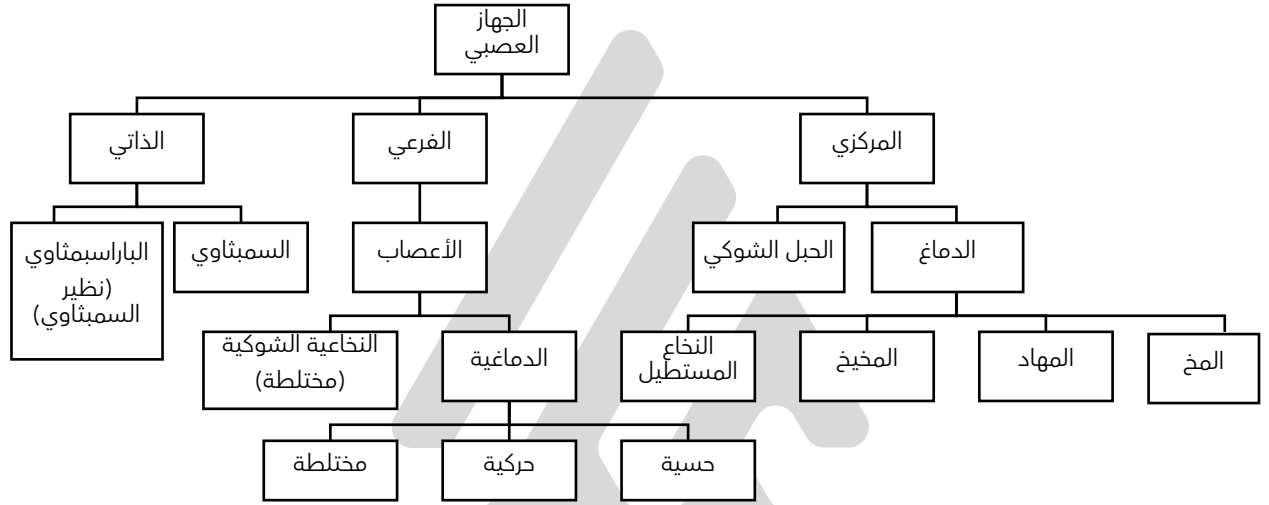 الجهاز
العصبي
المركزي
الفرعي
الذاتي
الدماغ
الحبل الشوكي
الأعصاب
السمبثاوي
الباراسبمثاوي
(نظير
السمبثاوي)
المخ
المهاد
المخيخ
النخاع
المستطيل
الدماغية
النخاعية الشوكية
(مختلطة)
حسية
حركية
مختلطة